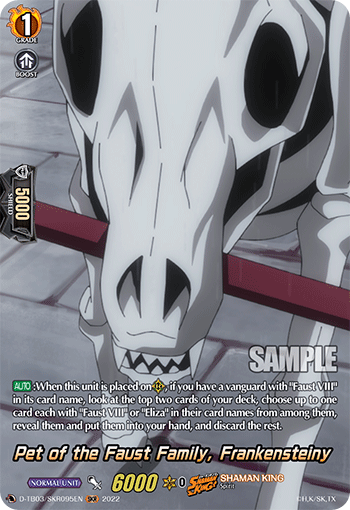 1
GRADE
BOOST
5000
SHIELD
SAMPLE
AUTO :When this unit is placed on , if you have a vanguard with "Faust VIII"
in its card name, look at the top two cards of your deck, choose up to one
card each with "Faust VIII" or "Eliza" in their card names from among them,
reveal them and put them into your hand, and discard the rest.
Pet of the Faust Family, Frankensteiny
NORMAL UNIT
6000
0
SHAMAN KING
SHAMAN KING
Spirit
D-TB03/SKR095EN
2022
©H,K/SK,TX